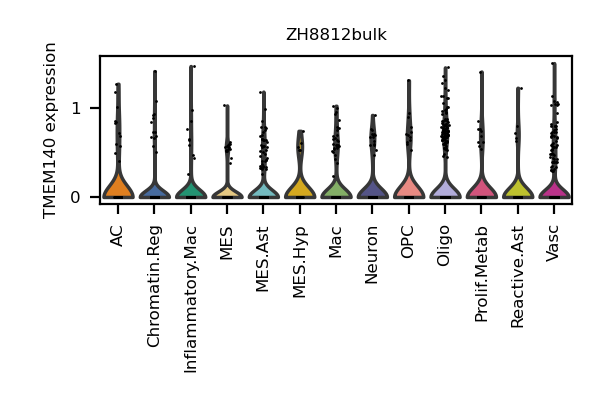 ZH8812bulk
TMEM140 expression
1
0
AC
Chromatin.Reg
Inflammatory.Mac
MES
MES.Ast
MES.Hyp
Mac
Neuron
OPC
Oligo
Prolif.Metab
Reactive.Ast
Vasc